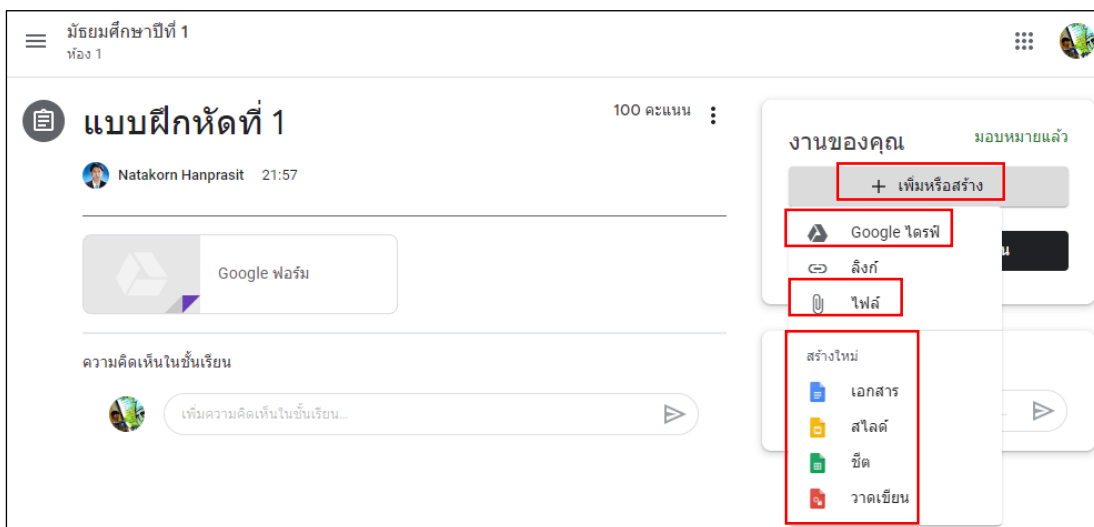 มัธยมศึกษาปีที่ 1
ห้อง 1
แบบฝึกหัดที่ 1
100 คะแนน
Natakorn Hanprasit 21:57
Google ฟอร์ม
ความคิดเห็นในชั้นเรียน
เพิ่มความคิดเห็นในชั้นเรียน...
งานของคุณ
มอบหมายแล้ว
+ เพิ่มหรือสร้าง
Google ไดรฟ์
ลิงก์
ไฟล์
สร้างใหม่
เอกสาร
สไลด์
ชีต
วาดเขียน